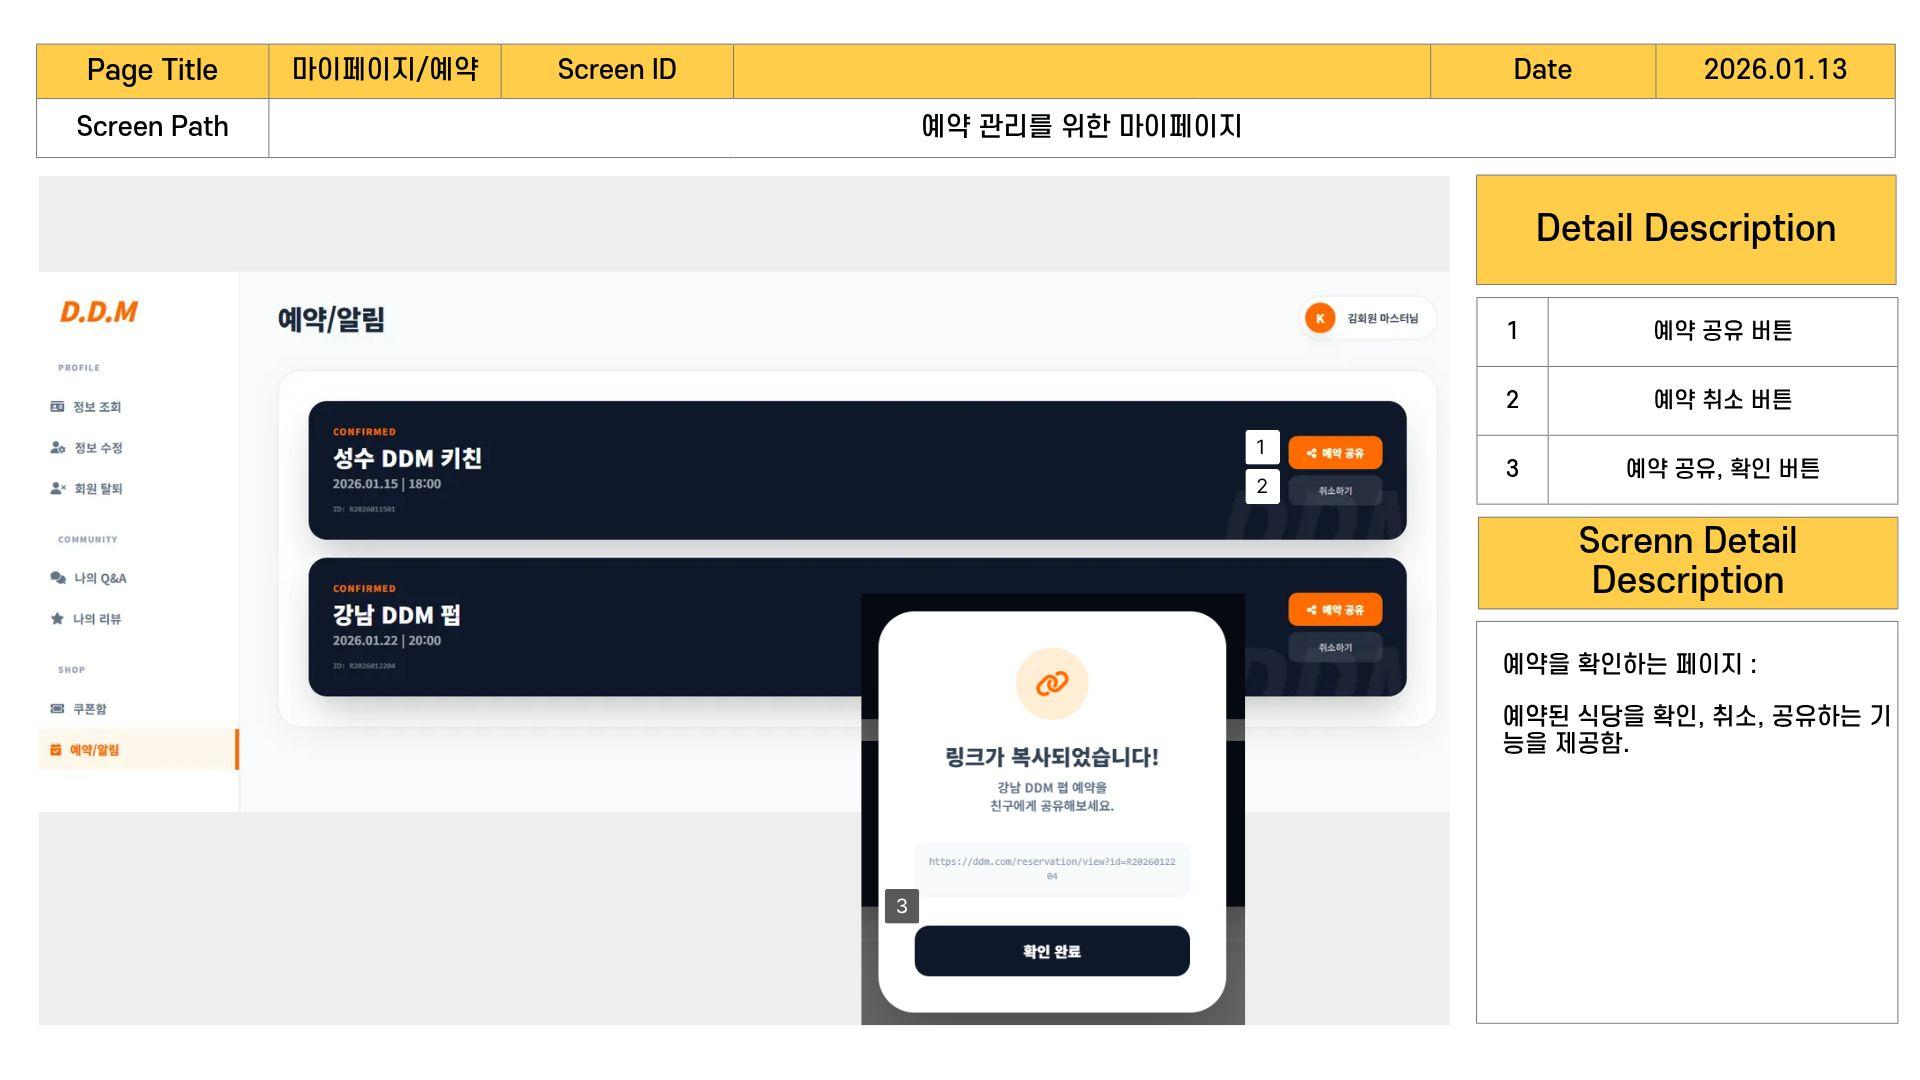 Page Title
마이페이지/예약
Screen ID
Date
2026.01.13
Screen Path
예약 관리를 위한 마이페이지
D.D.M
PROFILE
정보 조회
정보 수정
회원 탈퇴
COMMUNITY
나의 Q&A
나의 리뷰
SHOP
쿠폰함
예약/알림
예약/알림
K
김회원 마스터님
CONFIRMED
성수 DDM 키친
2026.01.15 | 18:00
ID: R2026011501
1
예약 공유
2
취소하기
DDM
CONFIRMED
강남 DDM 펍
2026.01.22 | 20:00
ID: R2026012204
예약 공유
취소하기
DDM
링크가 복사되었습니다!
강남 DDM 펍 예약을
친구에게 공유해보세요.
https://ddm.com/reservation/view?id=R20260122
04
3
확인 완료
Detail Description
1
예약 공유 버튼
2
예약 취소 버튼
3
예약 공유, 확인 버튼
Screnn Detail
Description
예약을 확인하는 페이지 :
예약된 식당을 확인, 취소, 공유하는 기
능을 제공함.